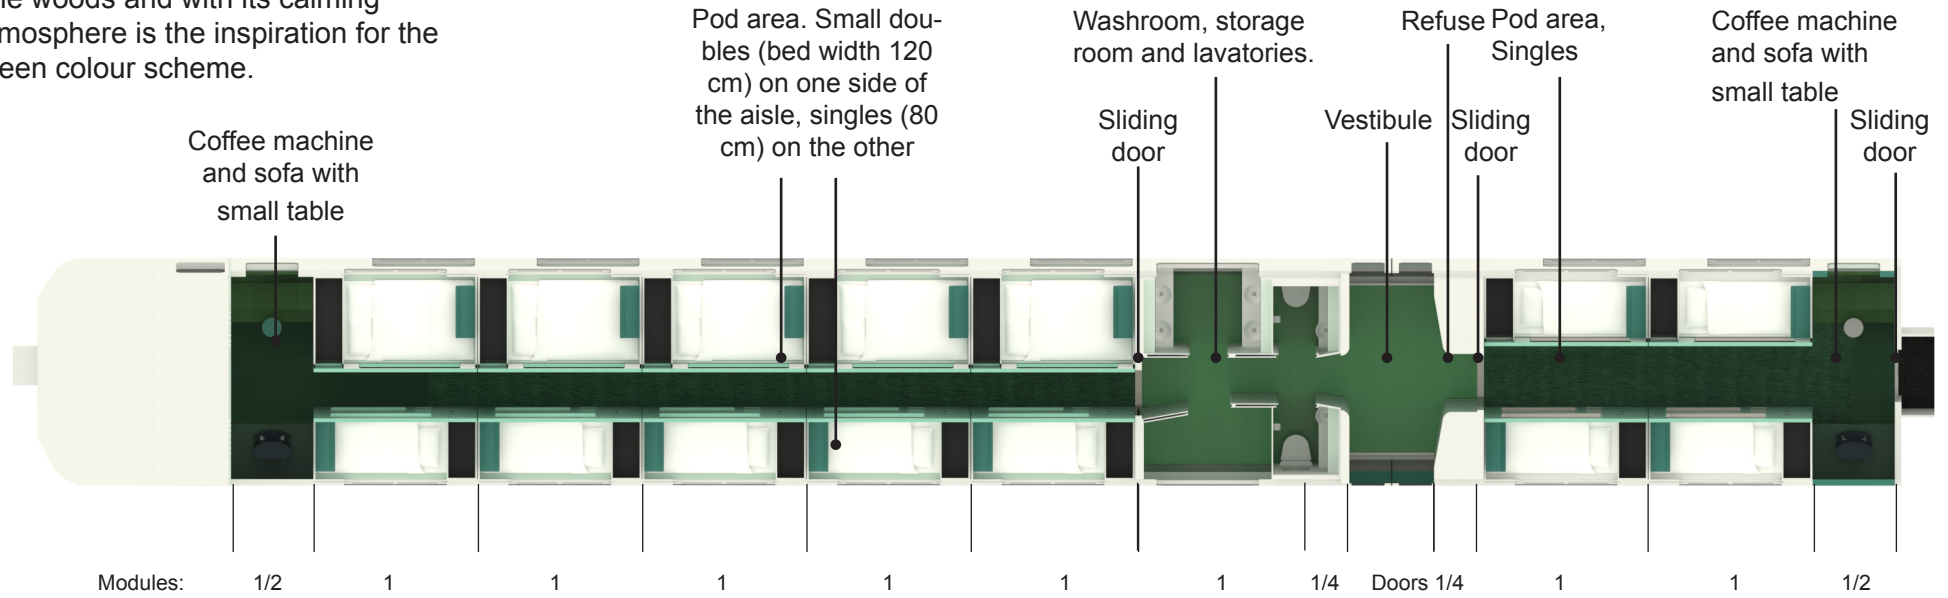 the woods and with its calming
atmosphere is the inspiration for the
green colour scheme.
Pod area. Small dou-
bles (bed width 120
cm) on one side of
the aisle, singles (80
cm) on the other
Washroom, storage
room and lavatories.
Refuse
Pod area,
Singles
Coffee machine
and sofa with
small table
Coffee machine
and sofa with
small table
Sliding
door
Vestibule
Sliding
door
Sliding
door
Modules: 1/2 1 1 1 1 1 1 1/4 Doors 1/4 1 1 1/2